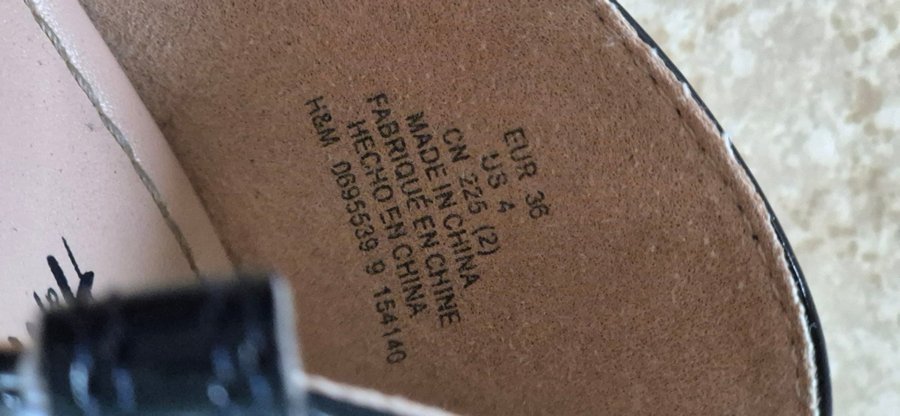 EUR 36
US 4
CN 225 (2)
MADE IN CHINA
FABRIQUÉ EN CHINE
HECHO EN CHINA
H&M 0695539 9 154140